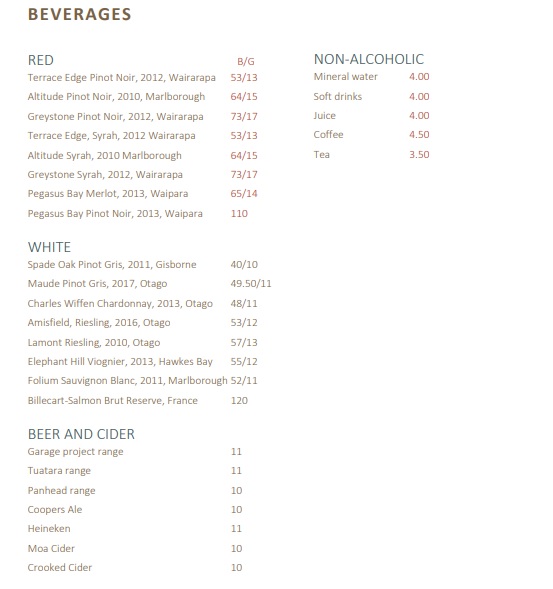 BEVERAGES
RED B/G
Terrace Edge Pinot Noir, 2012, Wairarapa 53/13
Altitude Pinot Noir, 2010, Marlborough 64/15
Greystone Pinot Noir, 2012, Wairarapa 73/17
Terrace Edge, Syrah, 2012 Wairarapa 53/13
Altitude Syrah, 2010 Marlborough 64/15
Greystone Syrah, 2012, Wairarapa 73/17
Pegasus Bay Merlot, 2013, Waipara 65/14
Pegasus Bay Pinot Noir, 2013, Waipara 110
WHITE
Spade Oak Pinot Gris, 2011, Gisborne 40/10
Maude Pinot Gris, 2017, Otago 49.50/11
Charles Wiffen Chardonnay, 2013, Otago 48/11
Amisfield, Riesling, 2016, Otago 53/12
Lamont Riesling, 2010, Otago 57/13
Elephant Hill Viognier, 2013, Hawkes Bay 55/12
Folium Sauvignon Blanc, 2011, Marlborough 52/11
Billecart-Salmon Brut Reserve, France 120
BEER AND CIDER
Garage project range 11
Tuatara range 11
Panhead range 10
Coopers Ale 10
Heineken 11
Moa Cider 10
Crooked Cider 10
NON-ALCOHOLIC
Mineral water 4.00
Soft drinks 4.00
Juice 4.00
Coffee 4.50
Tea 3.50